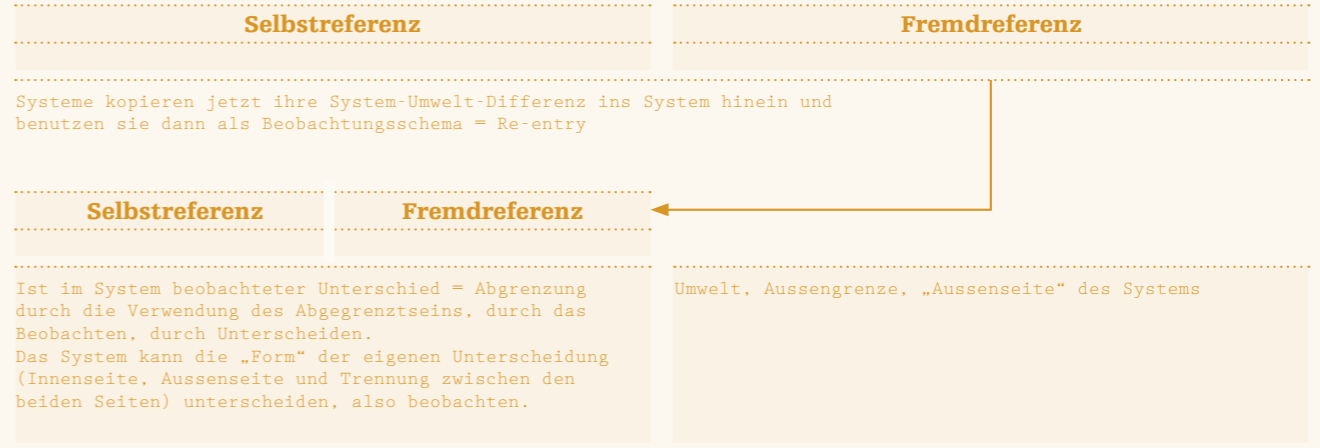 Selbstreferenz
Fremdreferenz
Systeme kopieren jetzt ihre System-Umwelt-Differenz ins System hinein und
benutzen sie dann als Beobachtungsschema = Re-entry
Selbstreferenz
Fremdreferenz
Ist im System beobachteter Unterschied = Abgrenzung
durch die Verwendung des Abgegrenztseins, durch das
Beobachten, durch Unterscheiden.
Das System kann die „Form“ der eigenen Unterscheidung
(Innenseite, Aussenseite und Trennung zwischen den
beiden Seiten) unterscheiden, also beobachten.
Umwelt, Aussengrenze, „Aussenseite“ des Systems